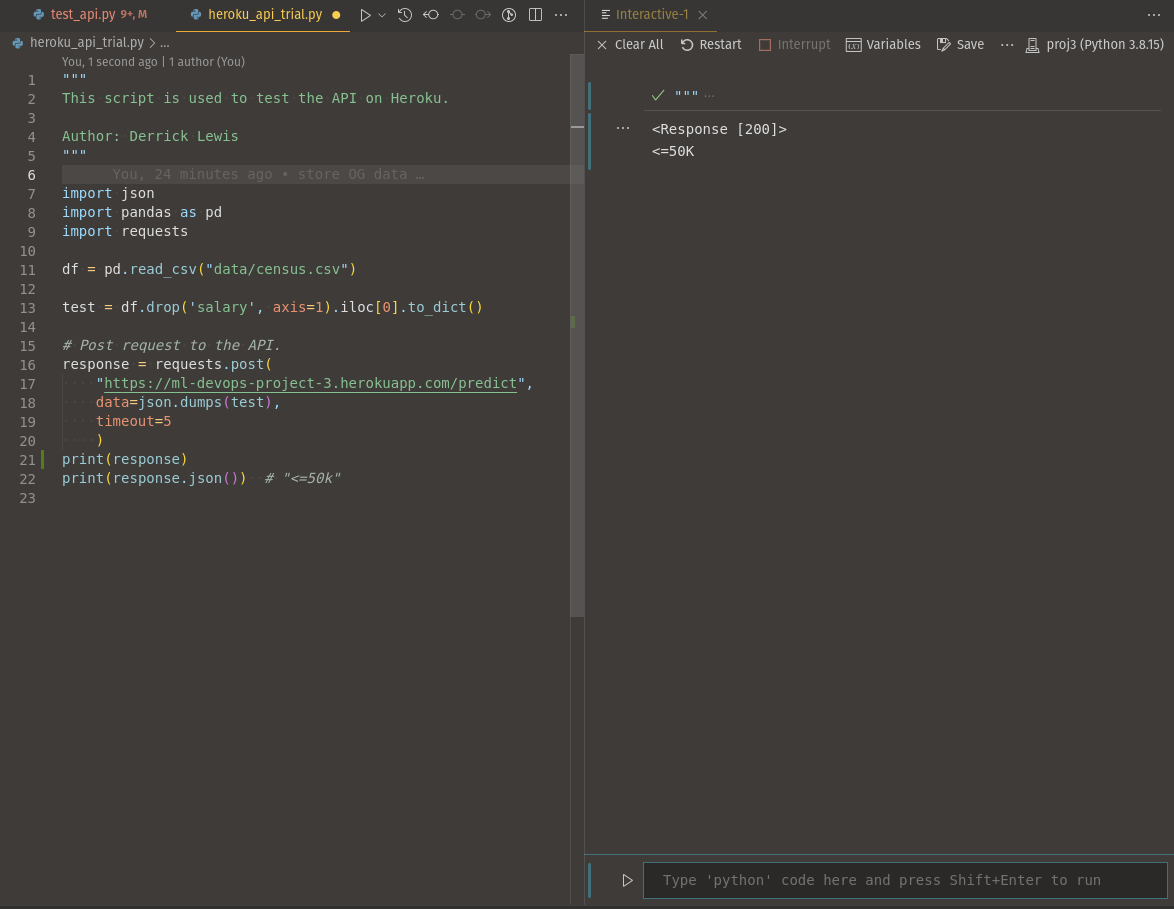 test_api.py 9+, M
heroku_api_trial.py
heroku_api_trial.py > ...
You, 1 second ago | 1 author (You)
1 """
2 This script is used to test the API on Heroku.
3
4 Author: Derrick Lewis
5 """
6 You, 24 minutes ago • store OG data …
7 import json
8 import pandas as pd
9 import requests
10
11 df = pd.read_csv("data/census.csv")
12
13 test = df.drop('salary', axis=1).iloc[0].to_dict()
14
15 # Post request to the API.
16 response = requests.post(
17     "https://ml-devops-project-3.herokuapp.com/predict",
18     data=json.dumps(test),
19     timeout=5
20     )
21 print(response)
22 print(response.json())  # "<=50k"
23
Interactive-1
Clear All Restart Interrupt Variables Save ... proj3 (Python 3.8.15)
""" ...
<Response [200]>
<=50K
Type 'python' code here and press Shift+Enter to run